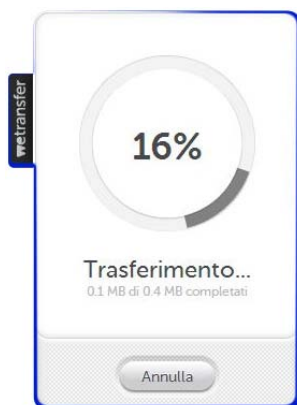 wetransfer
16%
Trasferimento...
0.1 MB di 0.4 MB completati
Annulla